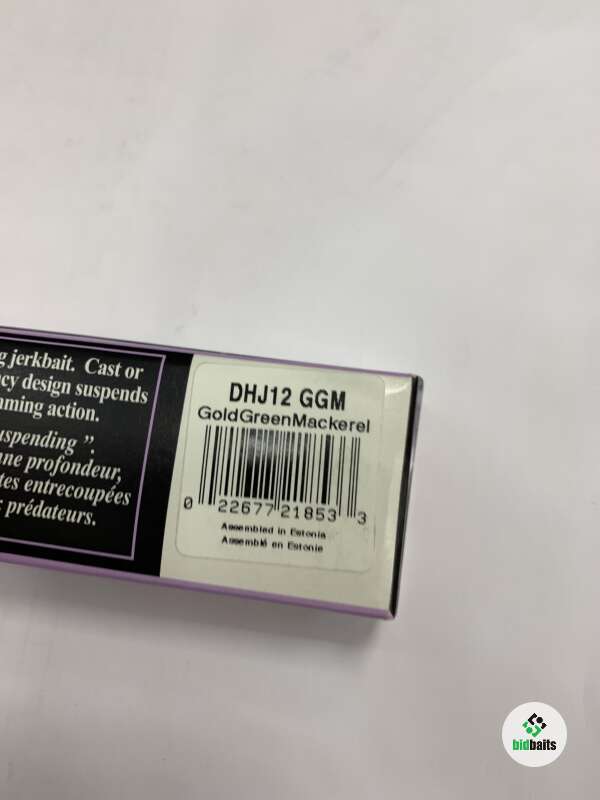 g jerkbait. Cast or
cy design suspends
ming action.
uspending ”.
ne profondeur,
tes entrecoupées
prédateurs.
DHJ12 GGM
GoldGreenMackerel
0 22677 21853 3
Assembled in Estonia
Assemblé en Estonie
bidbaits